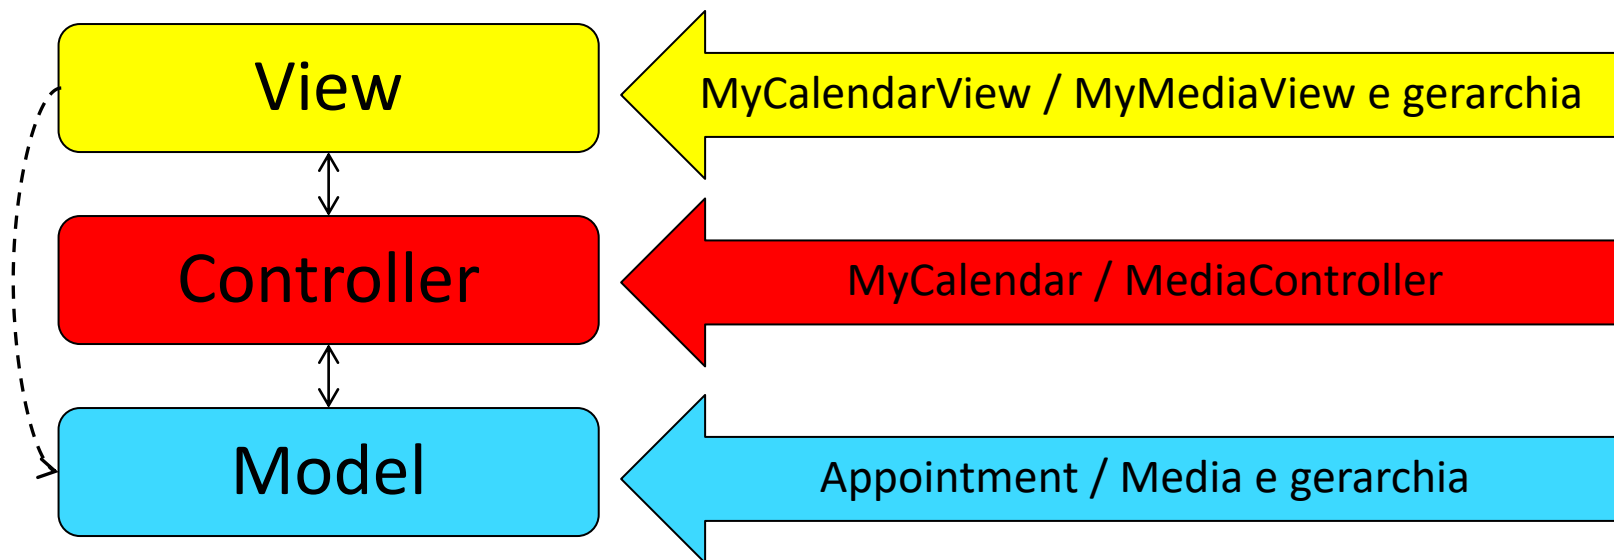 View
MyCalendarView / MyMediaView e gerarchia
Controller
MyCalendar / MediaController
Model
Appointment / Media e gerarchia